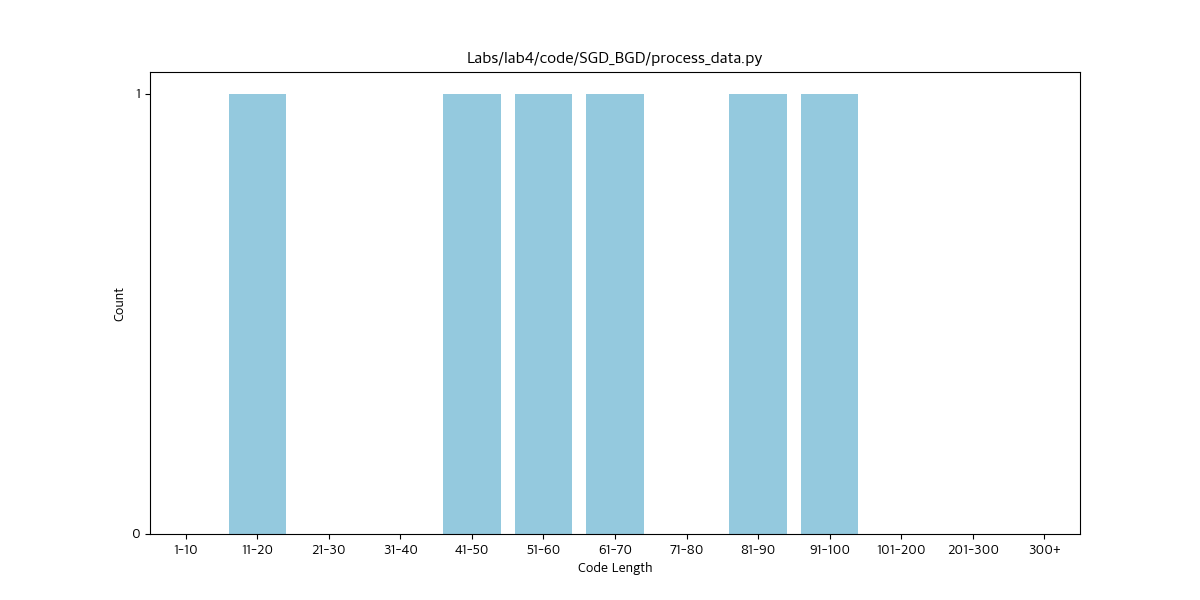 Labs/lab4/code/SGD_BGD/process_data.py
1
Count
0
1-10 11-20 21-30 31-40 41-50 51-60 61-70 71-80 81-90 91-100 101-200 201-300 300+
Code Length